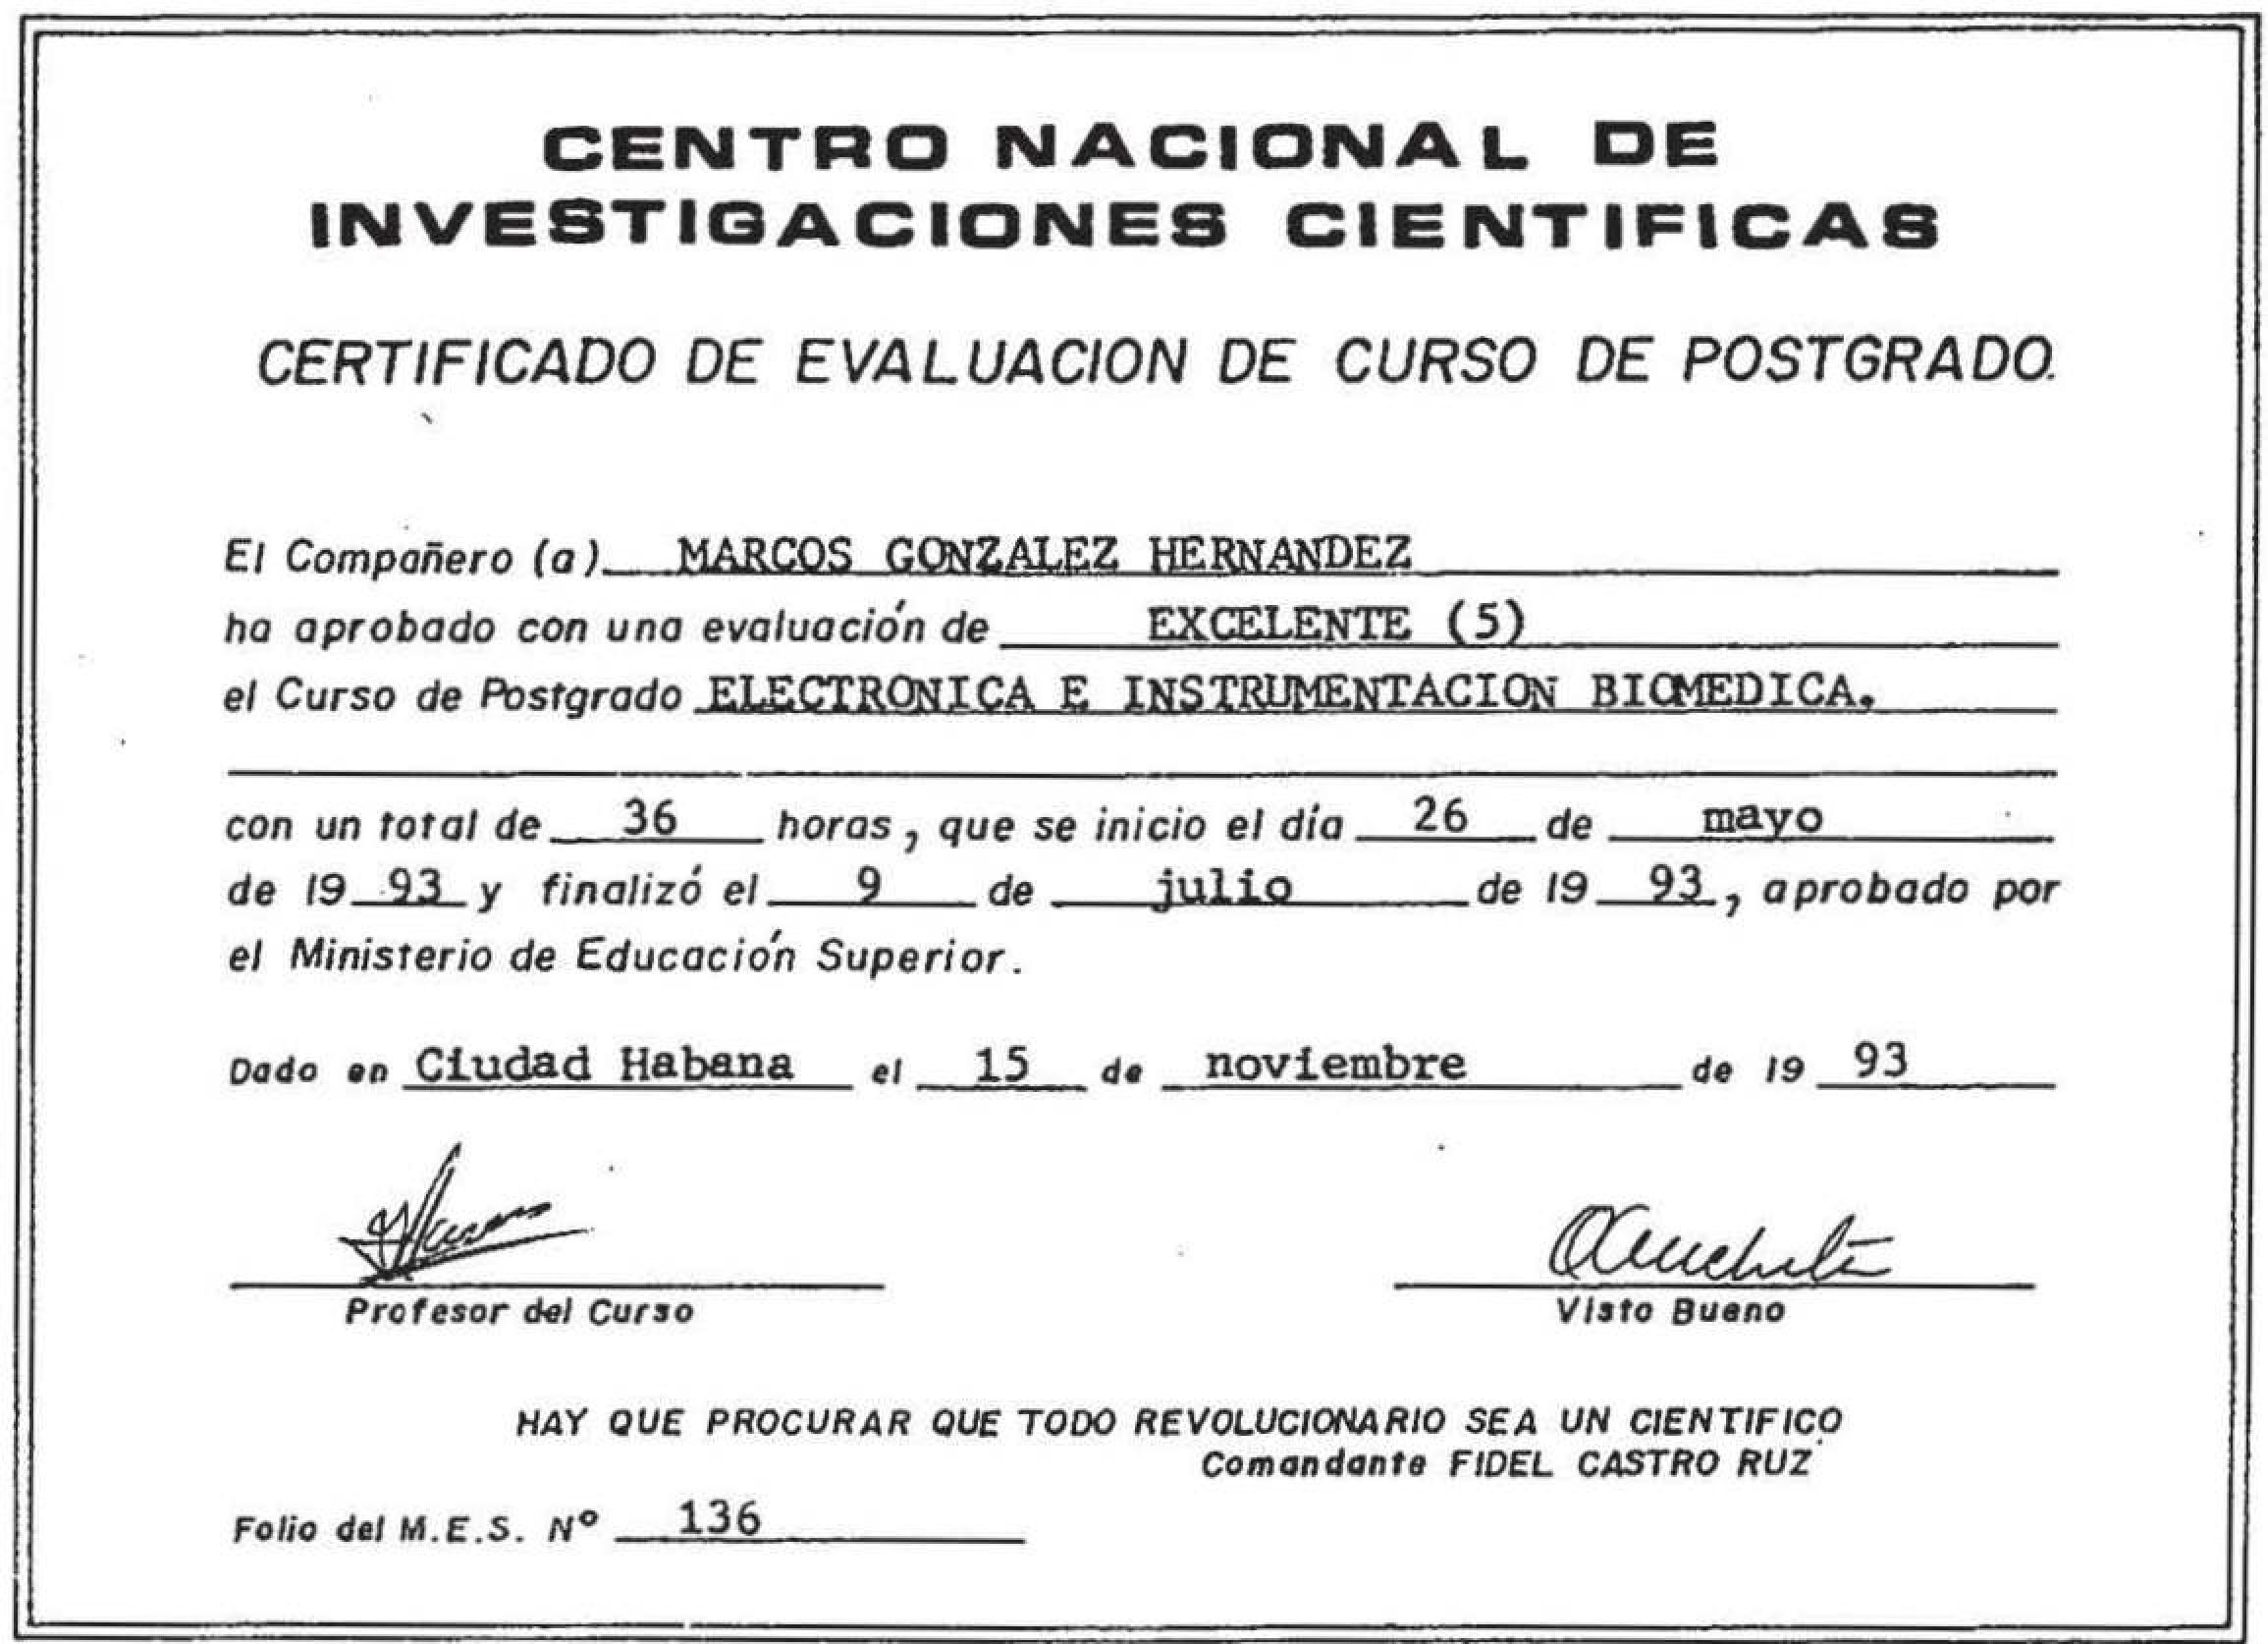 CENTRO NACIONAL DE
INVESTIGACIONES CIENTIFICAS
CERTIFICADO DE EVALUACION DE CURSO DE POSTGRADO.
El Compañero (a) MARCOS GONZALEZ HERNANDEZ
ha aprobado con una evaluación de EXCELENTE (5)
el Curso de Postgrado ELECTRONICA E INSTRUMENTACION BIOMEDICA.
con un total de 36 horas, que se inicio el día 26 de mayo
de 19 93 y finalizó el 9 de julio de 19 93, aprobado por
el Ministerio de Educación Superior.
Dado en Ciudad Habana el 15 de noviembre de 19 93
Profesor del Curso Visto Bueno
HAY QUE PROCURAR QUE TODO REVOLUCIONARIO SEA UN CIENTIFICO
Comandante FIDEL CASTRO RUZ
Folio del M.E.S. Nº 136